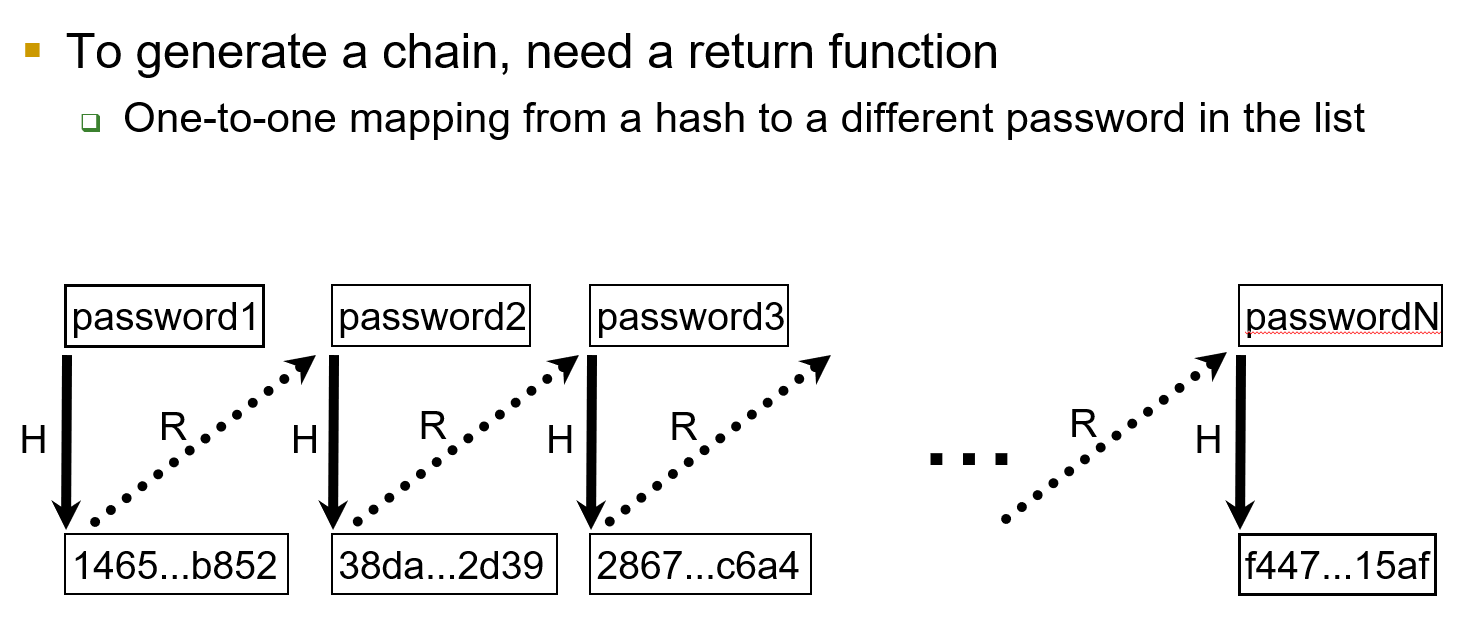 To generate a chain, need a return function
One-to-one mapping from a hash to a different password in the list
password1 password2 password3 passwordN
H R H R H R ... R H
1465...b852 38da...2d39 2867...c6a4 f447...15af